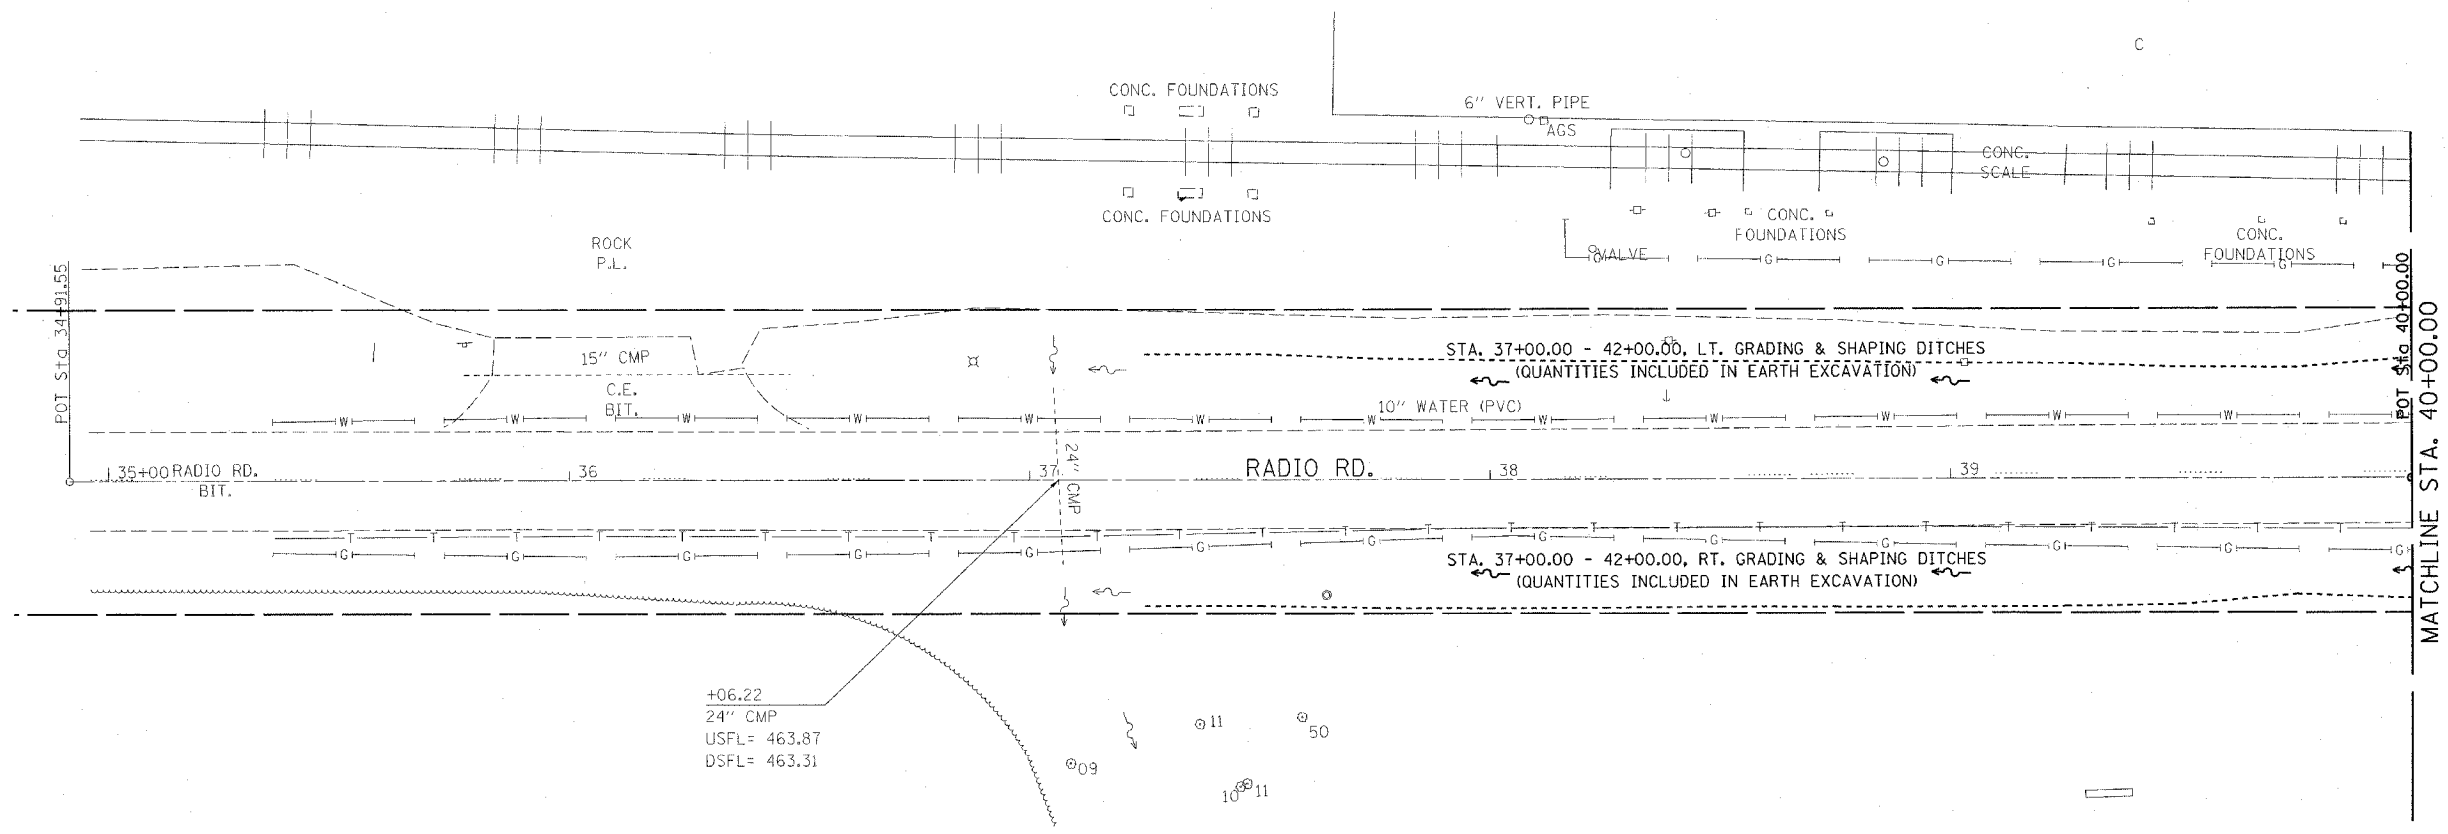 C
CONC. FOUNDATIONS
6" VERT. PIPE
AGS
CONC.
SCALE
CONC. FOUNDATIONS
CONC.
FOUNDATIONS
CONC.
FOUNDATIONS
VALVE
G G G G
ROCK
P.L.
POT Sta. 34+91.55
POT Sta 40+00.00
MATCHLINE STA. 40+00.00
15" CMP
C.E.
BIT.
STA. 37+00.00 - 42+00.00, LT. GRADING & SHAPING DITCHES
(QUANTITIES INCLUDED IN EARTH EXCAVATION)
10" WATER (PVC)
W W W W W W W W W W W W
35+00 RADIO RD.
BIT.
36
37
24" CMP
RADIO RD.
38
39
T T T T T T T T T T T T T T T T T T T T T T T T T
G G G G G G G G G G G G G
STA. 37+00.00 - 42+00.00, RT. GRADING & SHAPING DITCHES
(QUANTITIES INCLUDED IN EARTH EXCAVATION)
+06.22
24" CMP
USFL= 463.87
DSFL= 463.31
11
50
09
10 11